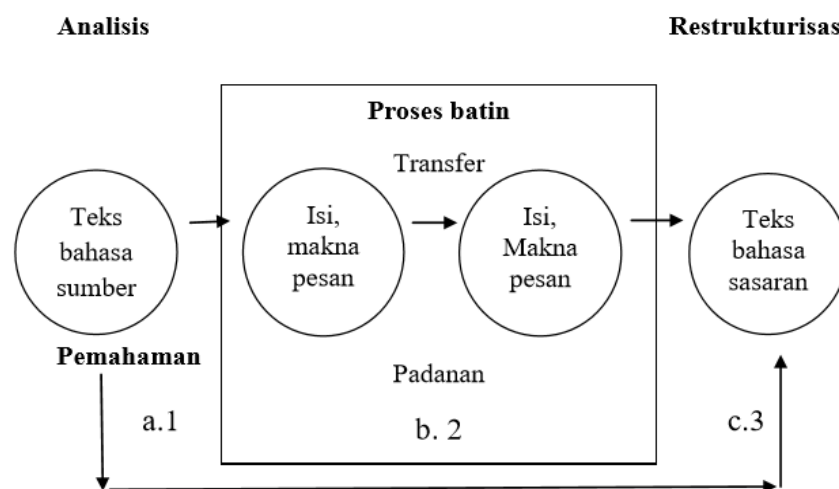 Analisis
Restrukturisas
Proses batin
Transfer
Teks
bahasa
sumber
Isi,
makna
pesan
Isi,
Makna
pesan
Teks
bahasa
sasaran
Pemahaman
Padanan
a.1
b. 2
c.3